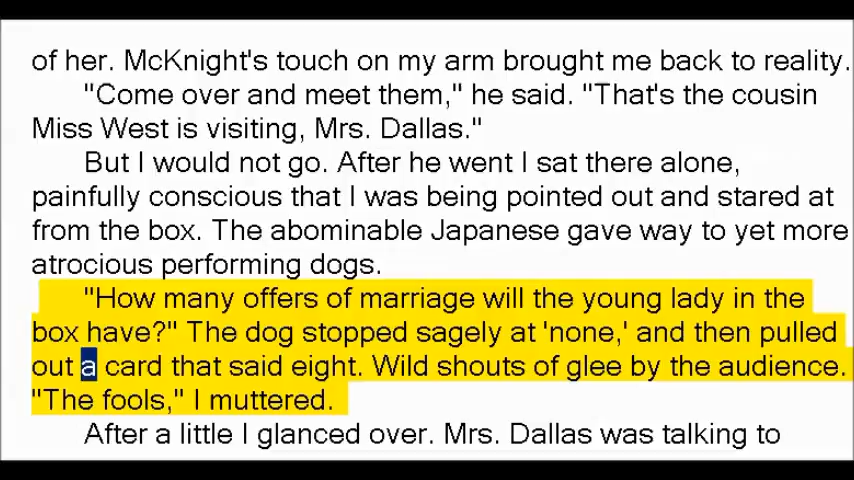 of her. McKnight's touch on my arm brought me back to reality.
"Come over and meet them," he said. "That's the cousin
Miss West is visiting, Mrs. Dallas."
But I would not go. After he went I sat there alone,
painfully conscious that I was being pointed out and stared at
from the box. The abominable Japanese gave way to yet more
atrocious performing dogs.
"How many offers of marriage will the young lady in the
box have?" The dog stopped sagely at 'none,' and then pulled
out a card that said eight. Wild shouts of glee by the audience.
"The fools," I muttered.
After a little I glanced over. Mrs. Dallas was talking to